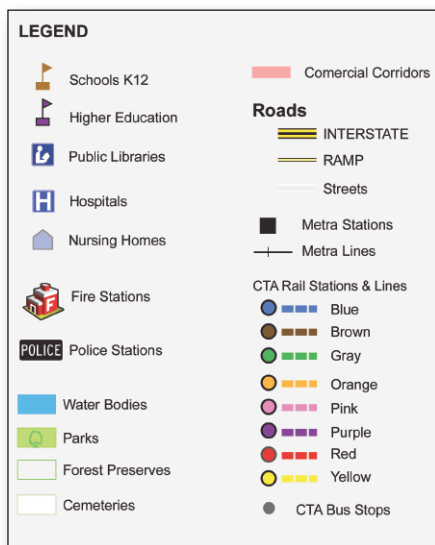 LEGEND
Schools K12
Higher Education
Public Libraries
Hospitals
Nursing Homes
F
Fire Stations
POLICE Police Stations
Water Bodies
Parks
Forest Preserves
Cemeteries
Comercial Corridors
Roads
INTERSTATE
RAMP
Streets
Metra Stations
Metra Lines
CTA Rail Stations & Lines
Blue
Brown
Gray
Orange
Pink
Purple
Red
Yellow
CTA Bus Stops